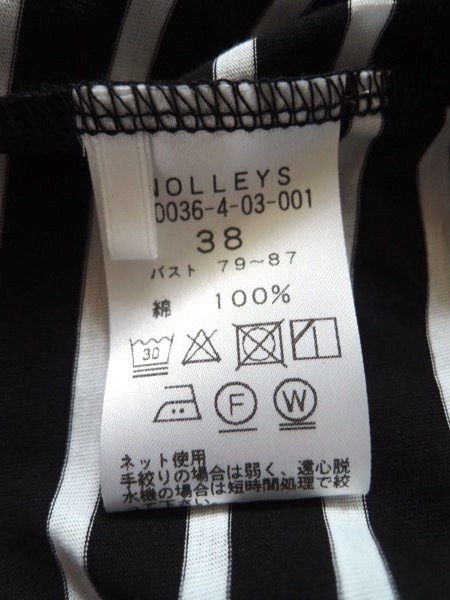 NOLLEYS
0036-4-03-001
38
バスト 79~87
綿 100%
30
F W
ネット使用
手絞りの場合は弱く、遠心脱
水機の場合は短時間処理で絞